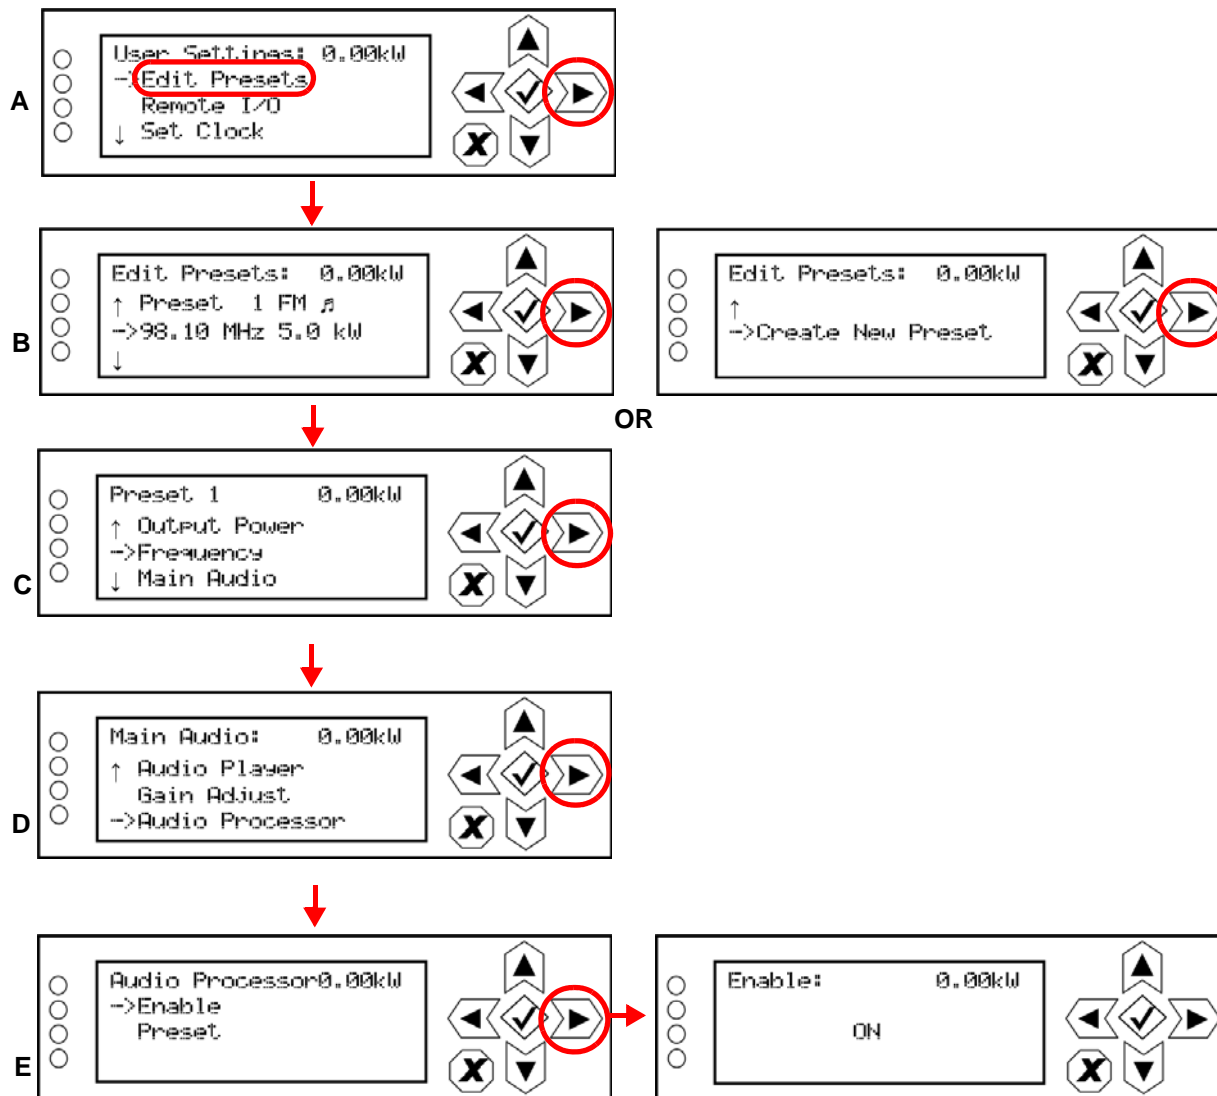 User Settings: 0.00kW
->Edit Presets
Remote I/O
↓ Set Clock
A
Edit Presets: 0.00kW
↑ Preset 1 FM ♬
->98.10 MHz 5.0 kW
↓
B
Edit Presets: 0.00kW
↑
->Create New Preset
OR
Preset 1 0.00kW
↑ Output Power
->Frequency
↓ Main Audio
C
Main Audio: 0.00kW
↑ Audio Player
Gain Adjust
->Audio Processor
D
Audio Processor0.00kW
->Enable
Preset
E
Enable: 0.00kW
ON